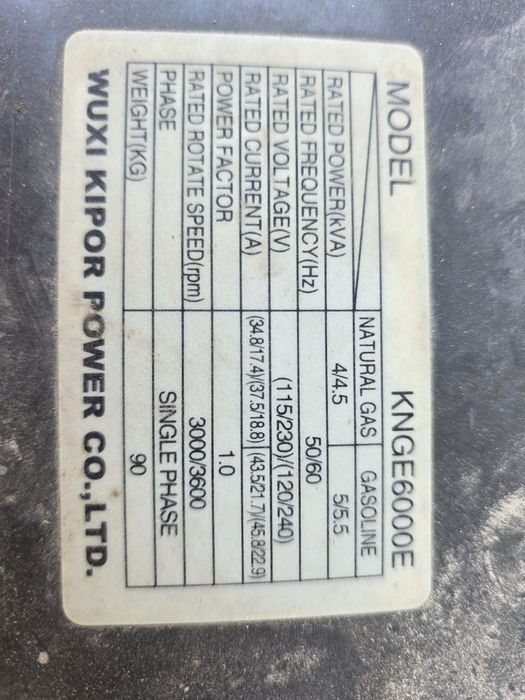 MODEL KNGE6000E
NATURAL GAS GASOLINE
RATED POWER(kVA) 4/4.5 5/5.5
RATED FREQUENCY(Hz) 50/60
RATED VOLTAGE(V) (115/230)/(120/240)
RATED CURRENT(A) (34.8/17.4)/(37.5/18.8) (43.5/21.7)/(45.8/22.9)
POWER FACTOR 1.0
RATED ROTATE SPEED(rpm) 3000/3600
PHASE SINGLE PHASE
WEIGHT(KG) 90
WUXI KIPOR POWER CO.,LTD.